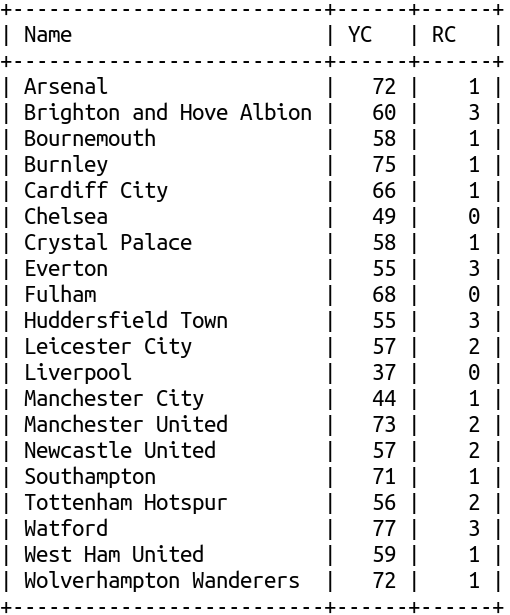 +--------------------------+------+------+
| Name                     | YC   | RC   |
+--------------------------+------+------+
| Arsenal                  |   72 |    1 |
| Brighton and Hove Albion |   60 |    3 |
| Bournemouth              |   58 |    1 |
| Burnley                  |   75 |    1 |
| Cardiff City             |   66 |    1 |
| Chelsea                  |   49 |    0 |
| Crystal Palace           |   58 |    1 |
| Everton                  |   55 |    3 |
| Fulham                   |   68 |    0 |
| Huddersfield Town        |   55 |    3 |
| Leicester City           |   57 |    2 |
| Liverpool                |   37 |    0 |
| Manchester City          |   44 |    1 |
| Manchester United        |   73 |    2 |
| Newcastle United         |   57 |    2 |
| Southampton              |   71 |    1 |
| Tottenham Hotspur        |   56 |    2 |
| Watford                  |   77 |    3 |
| West Ham United          |   59 |    1 |
| Wolverhampton Wanderers  |   72 |    1 |
+--------------------------+------+------+